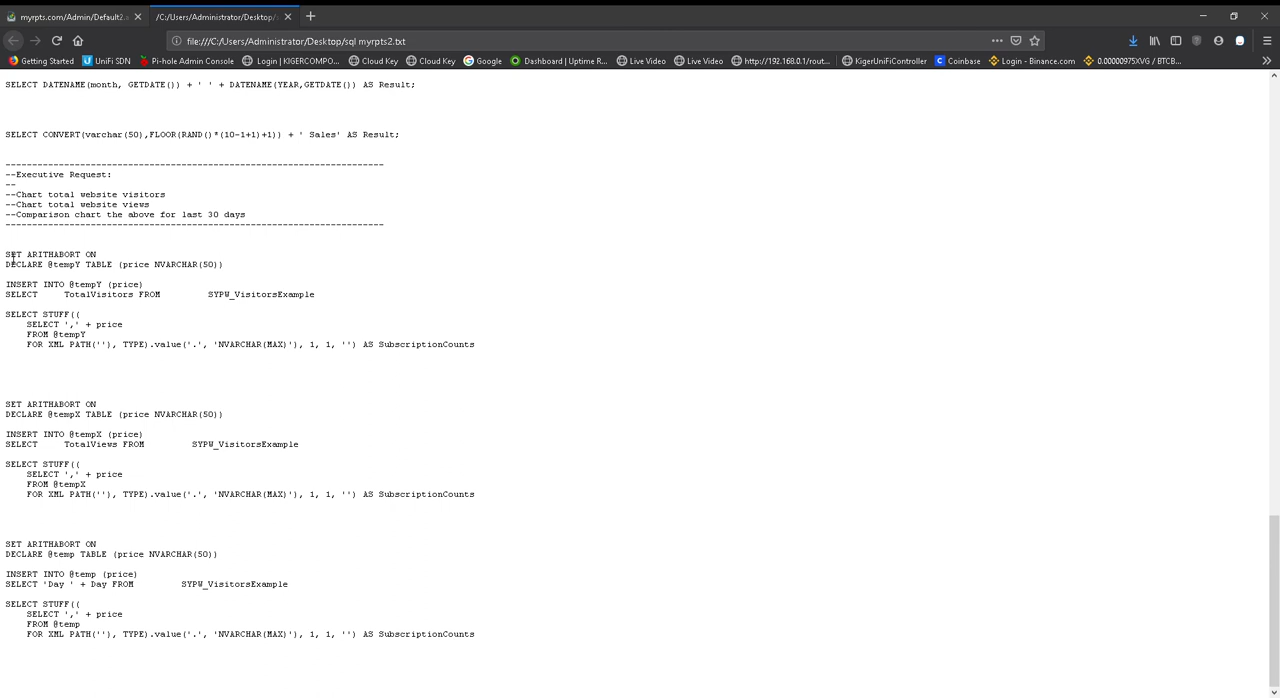 myrpts.com/Admin/Default2.a
/C:/Users/Administrator/Desktop/s
file:///C:/Users/Administrator/Desktop/sql myrpts2.txt
Getting Started
UniFi SDN
Pi-hole Admin Console
Login | KIGERCOMPO...
Cloud Key
Cloud Key
Google
Dashboard | Uptime R...
Live Video
Live Video
http://192.168.0.1/rout...
KigerUniFiController
Coinbase
Login - Binance.com
0.00000975XVG / BTCB...
SELECT DATENAME(month, GETDATE()) + ' ' + DATENAME(YEAR,GETDATE()) AS Result;
SELECT CONVERT(varchar(50),FLOOR(RAND()*(10-1+1)+1)) + ' Sales' AS Result;
------------------------------------------------------------------------
--Executive Request:
--
--Chart total website visitors
--Chart total website views
--Comparison chart the above for last 30 days
------------------------------------------------------------------------
SET ARITHABORT ON
DECLARE @tempY TABLE (price NVARCHAR(50))
INSERT INTO @tempY (price)
SELECT TotalVisitors FROM SYPW_VisitorsExample
SELECT STUFF((
SELECT ',' + price
FROM @tempY
FOR XML PATH(''), TYPE).value('.', 'NVARCHAR(MAX)'), 1, 1, '') AS SubscriptionCounts
SET ARITHABORT ON
DECLARE @tempX TABLE (price NVARCHAR(50))
INSERT INTO @tempX (price)
SELECT TotalViews FROM SYPW_VisitorsExample
SELECT STUFF((
SELECT ',' + price
FROM @tempX
FOR XML PATH(''), TYPE).value('.', 'NVARCHAR(MAX)'), 1, 1, '') AS SubscriptionCounts
SET ARITHABORT ON
DECLARE @temp TABLE (price NVARCHAR(50))
INSERT INTO @temp (price)
SELECT 'Day ' + Day FROM SYPW_VisitorsExample
SELECT STUFF((
SELECT ',' + price
FROM @temp
FOR XML PATH(''), TYPE).value('.', 'NVARCHAR(MAX)'), 1, 1, '') AS SubscriptionCounts